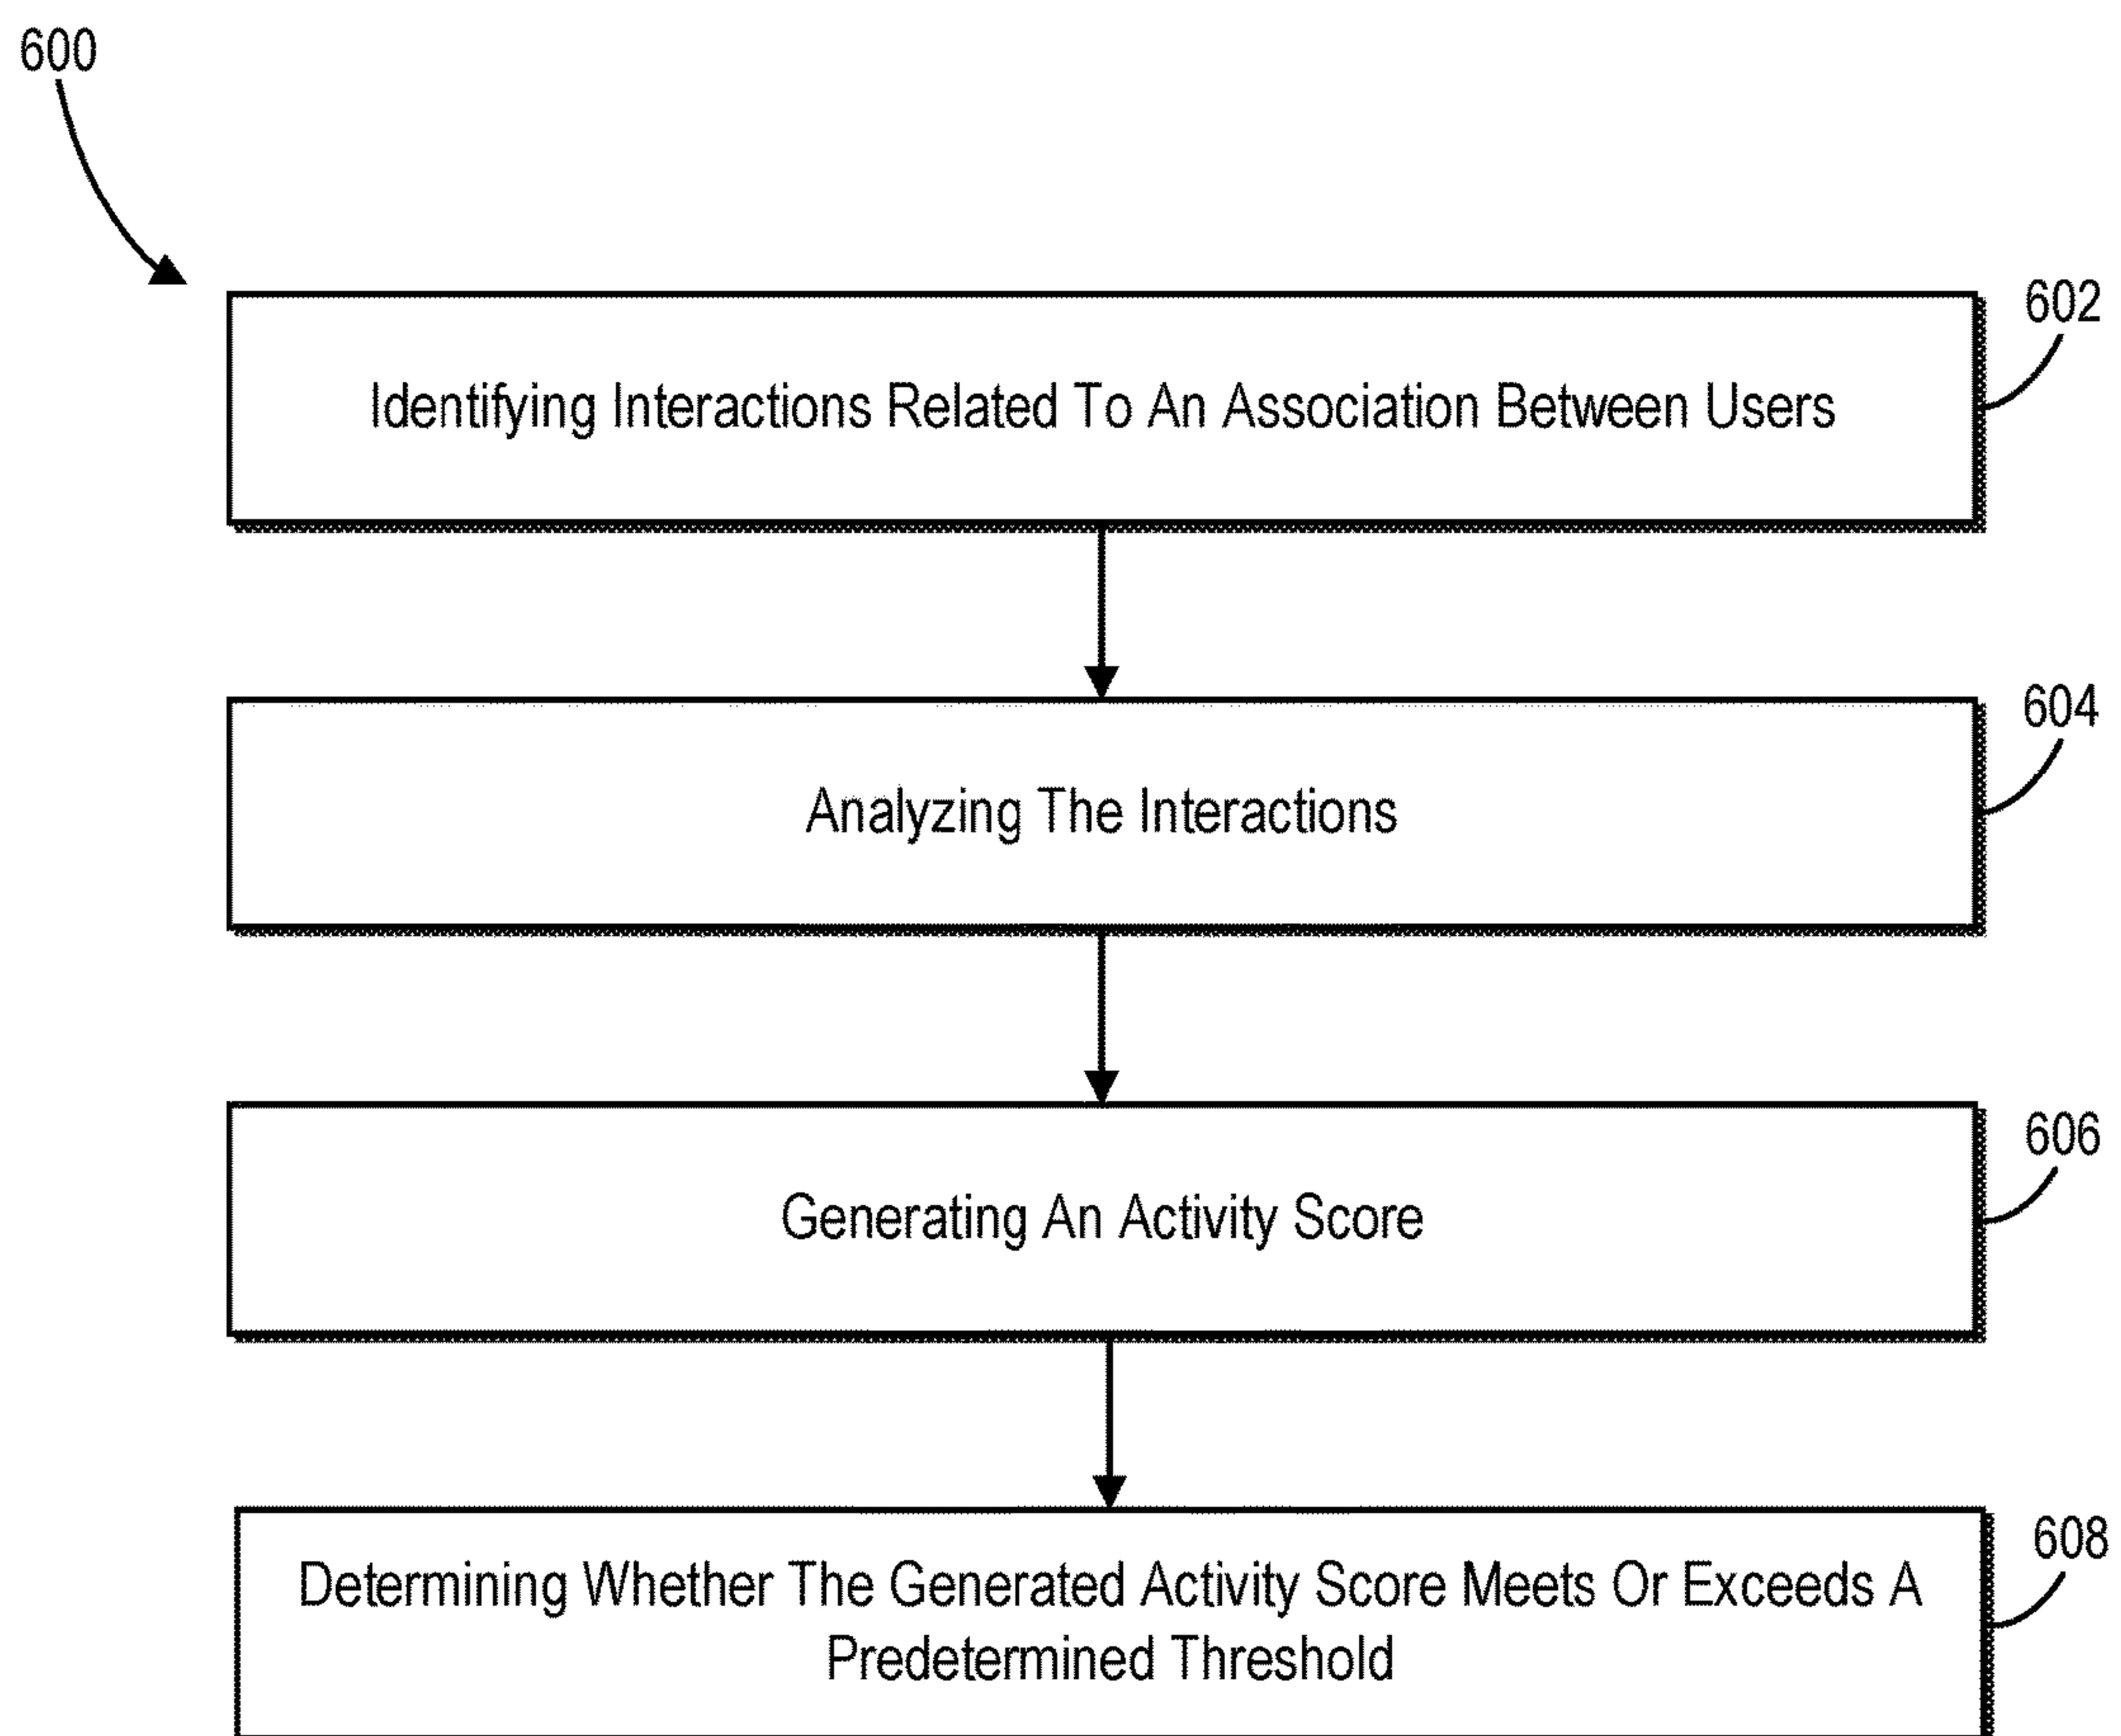 600
602
Identifying Interactions Related To An Association Between Users
604
Analyzing The Interactions
606
Generating An Activity Score
608
Determining Whether The Generated Activity Score Meets Or Exceeds A
Predetermined Threshold